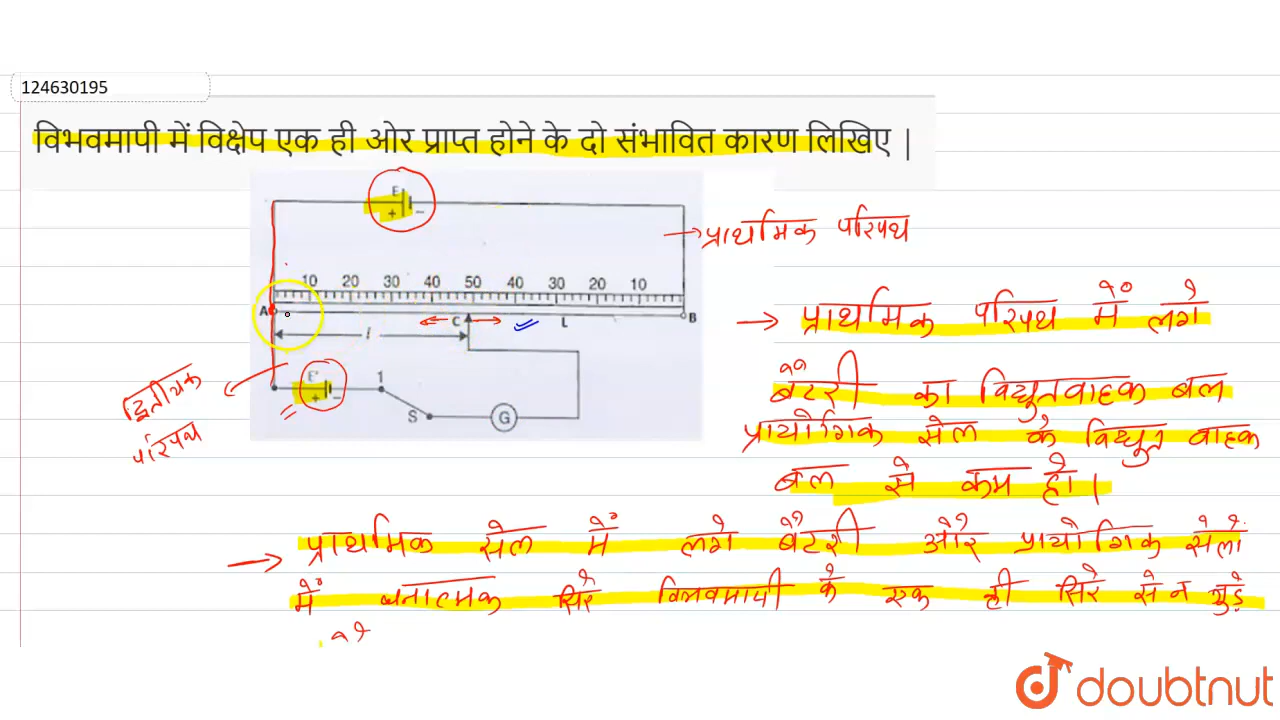 124630195
विभवमापी में विक्षेप एक ही ओर प्राप्त होने के दो संभावित कारण लिखिए |
E
+ −
→ प्राथमिक परिपथ
10 20 30 40 50 40 30 20 10
A C L B
l
E'
+ −
1
S
G
द्वितीयक
परिपथ
→ प्राथमिक परिपथ में लगे
बैटरी का विद्युतवाहक बल
प्रायोगिक सेल के विद्युत वाहक
बल से कम हो।
→ प्राथमिक सेल में लगे बैटरी और प्रायोगिक सेलो
में धनात्मक सिरे विभवमापी के एक ही सिरे से न जुड़े
doubtnut